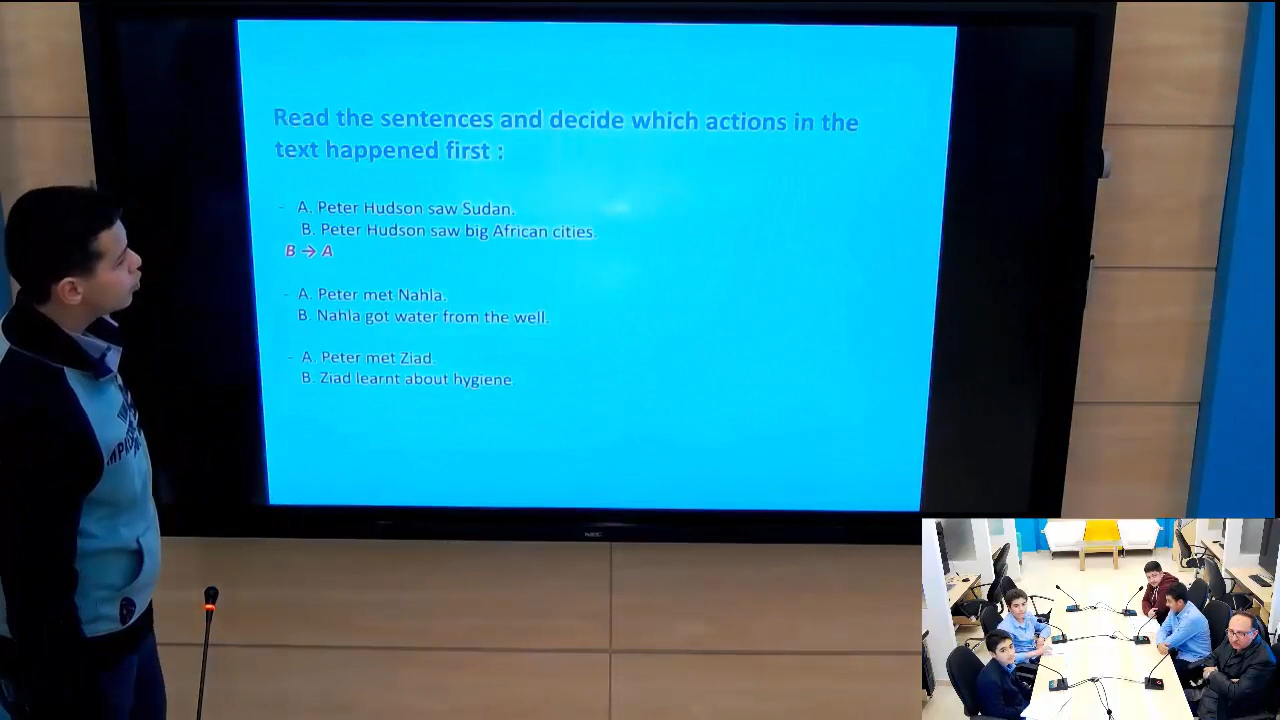 Read the sentences and decide which actions in the
text happened first :
- A. Peter Hudson saw Sudan.
B. Peter Hudson saw big African cities.
B → A
- A. Peter met Nahla.
B. Nahla got water from the well.
- A. Peter met Ziad.
B. Ziad learnt about hygiene
NEC